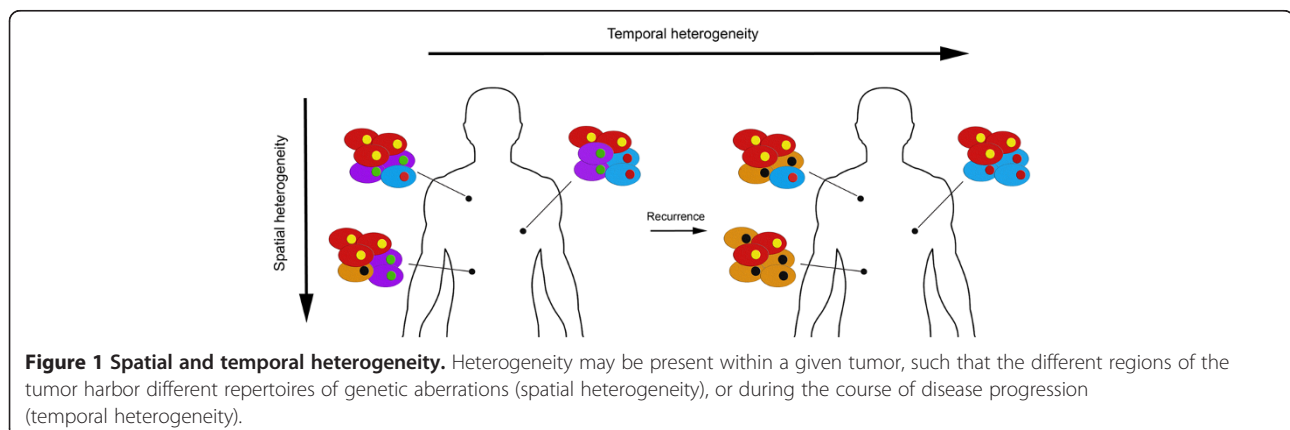 Temporal heterogeneity
Spatial heterogeneity
Recurrence
Figure 1 Spatial and temporal heterogeneity. Heterogeneity may be present within a given tumor, such that the different regions of the
tumor harbor different repertoires of genetic aberrations (spatial heterogeneity), or during the course of disease progression
(temporal heterogeneity).